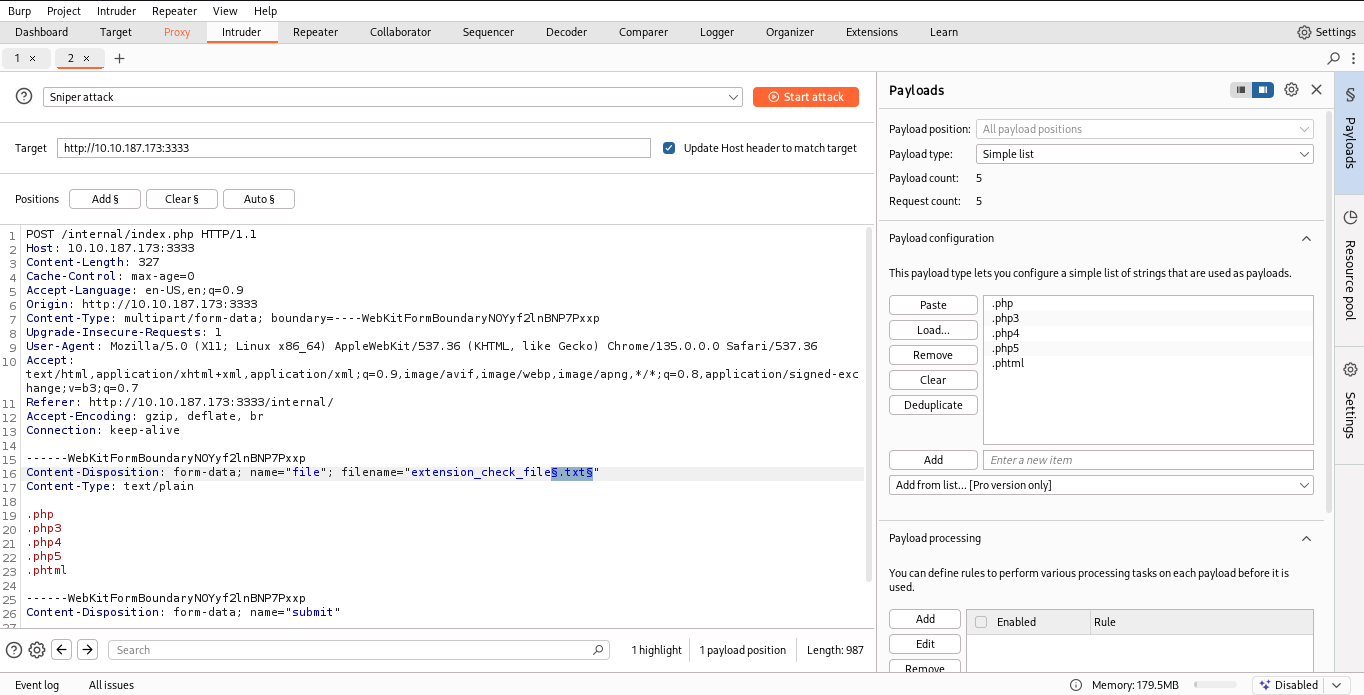 Burp Project Intruder Repeater View Help
Dashboard Target Proxy Intruder Repeater Collaborator Sequencer Decoder Comparer Logger Organizer Extensions Learn Settings
1 × 2 × +
Sniper attack Start attack
Target http://10.10.187.173:3333 Update Host header to match target
Positions Add § Clear § Auto §
1 POST /internal/index.php HTTP/1.1
2 Host: 10.10.187.173:3333
3 Content-Length: 327
4 Cache-Control: max-age=0
5 Accept-Language: en-US,en;q=0.9
6 Origin: http://10.10.187.173:3333
7 Content-Type: multipart/form-data; boundary=----WebKitFormBoundaryNOYyf2lnBNP7Pxxp
8 Upgrade-Insecure-Requests: 1
9 User-Agent: Mozilla/5.0 (X11; Linux x86_64) AppleWebKit/537.36 (KHTML, like Gecko) Chrome/135.0.0.0 Safari/537.36
10 Accept:
text/html,application/xhtml+xml,application/xml;q=0.9,image/avif,image/webp,image/apng,*/*;q=0.8,application/signed-exc
hange;v=b3;q=0.7
11 Referer: http://10.10.187.173:3333/internal/
12 Accept-Encoding: gzip, deflate, br
13 Connection: keep-alive
14
15 ------WebKitFormBoundaryNOYyf2lnBNP7Pxxp
16 Content-Disposition: form-data; name="file"; filename="extension_check_file§.txt§"
17 Content-Type: text/plain
18
19 .php
20 .php3
21 .php4
22 .php5
23 .phtml
24
25 ------WebKitFormBoundaryNOYyf2lnBNP7Pxxp
26 Content-Disposition: form-data; name="submit"
27
Search 1 highlight 1 payload position Length: 987
Payloads
Payload position: All payload positions
Payload type: Simple list
Payload count: 5
Request count: 5
Payload configuration
This payload type lets you configure a simple list of strings that are used as payloads.
Paste
Load...
Remove
Clear
Deduplicate
.php
.php3
.php4
.php5
.phtml
Add Enter a new item
Add from list... [Pro version only]
Payload processing
You can define rules to perform various processing tasks on each payload before it is
used.
Add
Edit
Remove
Enabled Rule
§ Payloads
Resource pool
Settings
Event log All issues Memory: 179.5MB Disabled